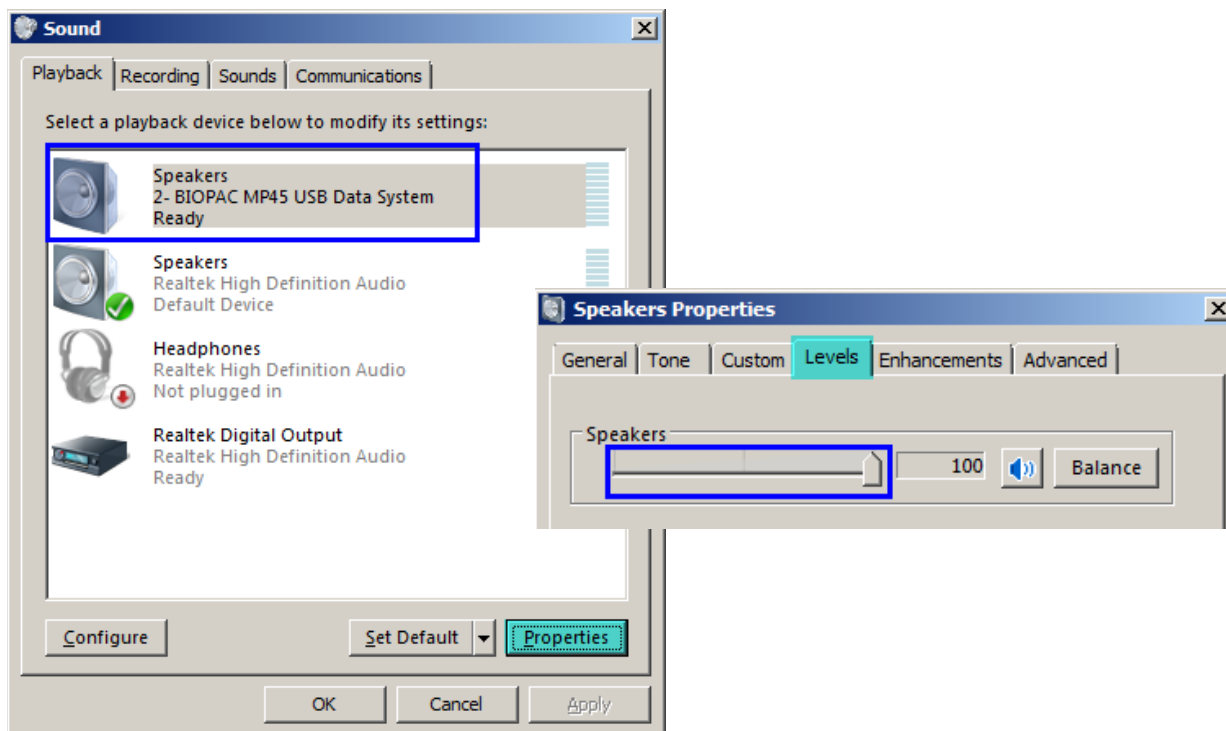 Sound
Playback Recording Sounds Communications
Select a playback device below to modify its settings:
Speakers
2- BIOPAC MP45 USB Data System
Ready
Speakers
Realtek High Definition Audio
Default Device
Headphones
Realtek High Definition Audio
Not plugged in
Realtek Digital Output
Realtek High Definition Audio
Ready
Configure Set Default Properties
OK Cancel Apply
Speakers Properties
General Tone Custom Levels Enhancements Advanced
Speakers
100 Balance